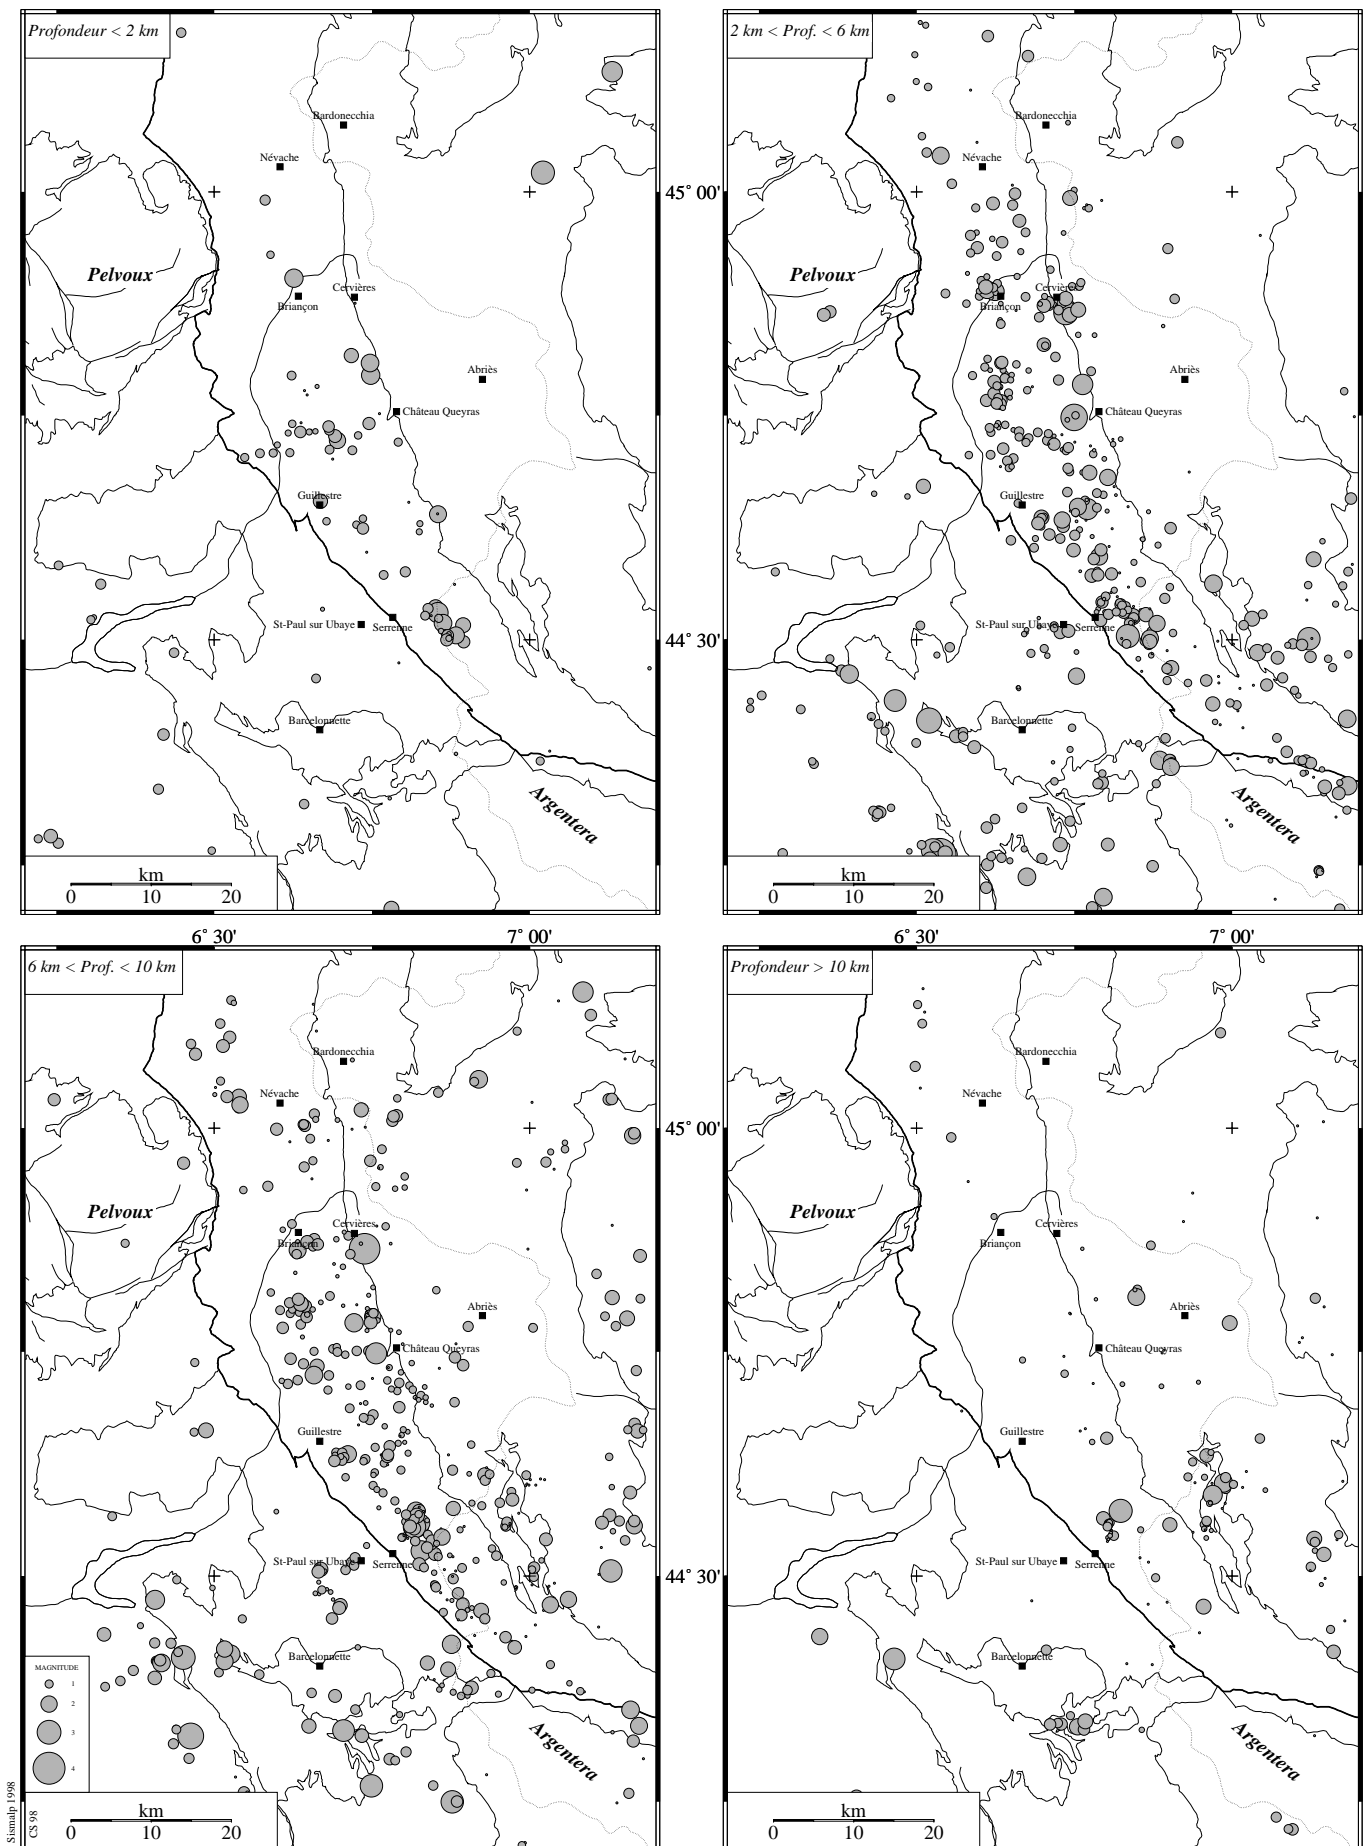 Profondeur < 2 km
Bardonecchia
Névache
Pelvoux
Cervières
Briançon
Abriès
Château Queyras
Guillestre
St-Paul sur Ubaye
Serrenne
Barcelonnette
Argentera
km
0 10 20
2 km < Prof. < 6 km
Bardonecchia
Névache
45° 00'
Pelvoux
Cervières
Briançon
Abriès
Château Queyras
Guillestre
St-Paul sur Ubaye
Serrenne
44° 30'
Barcelonnette
Argentera
km
0 10 20
6° 30' 7° 00'
6 km < Prof. < 10 km
Bardonecchia
Névache
Pelvoux
Cervières
Briançon
Abriès
Château Queyras
Guillestre
St-Paul sur Ubaye
Serrenne
Barcelonnette
Argentera
MAGNITUDE
1
2
3
4
km
0 10 20
Sismalp 1998
CS 98
6° 30' 7° 00'
Profondeur > 10 km
Bardonecchia
Névache
45° 00'
Pelvoux
Cervières
Briançon
Abriès
Château Queyras
Guillestre
St-Paul sur Ubaye
Serrenne
44° 30'
Barcelonnette
Argentera
km
0 10 20